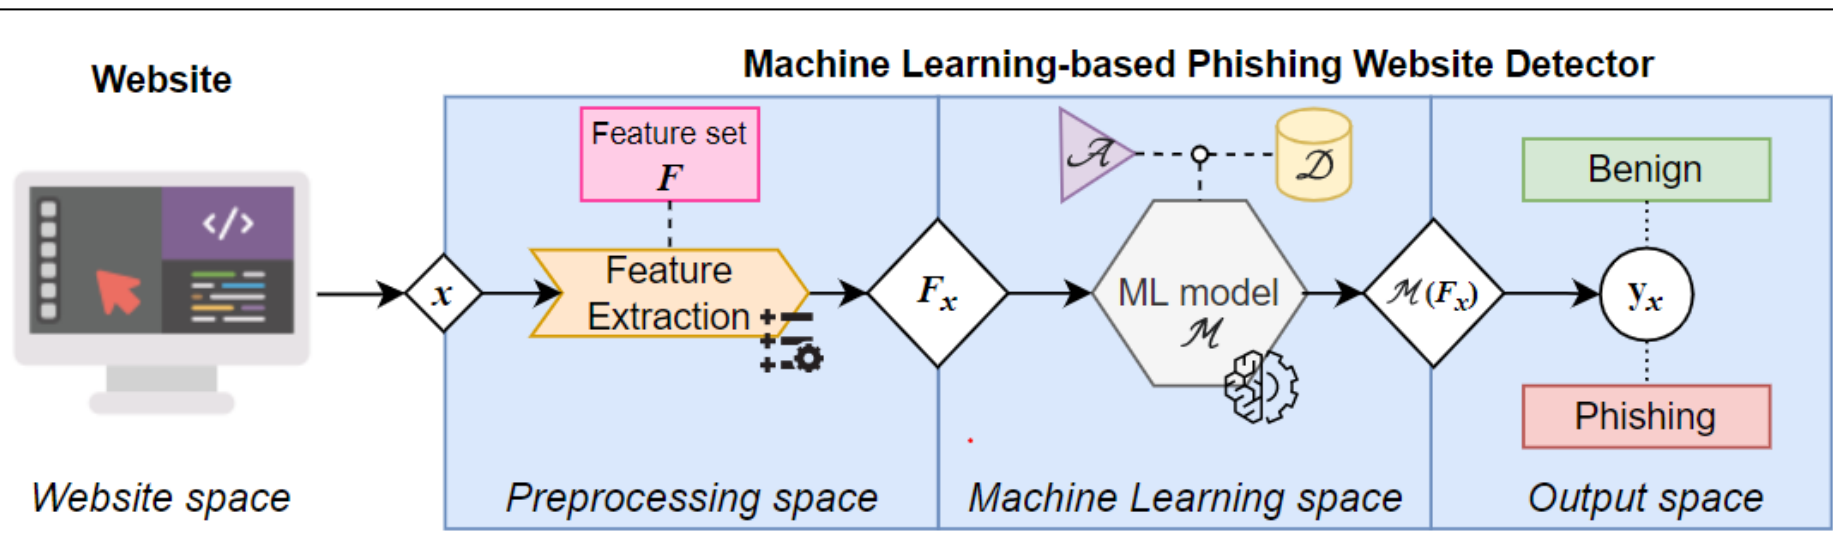 Website
Machine Learning-based Phishing Website Detector
Feature set
F
𝒜
𝒟
Benign
</>
x
Feature
Extraction
Fₓ
ML model
ℳ
ℳ(Fₓ)
yₓ
Phishing
Website space
Preprocessing space
Machine Learning space
Output space